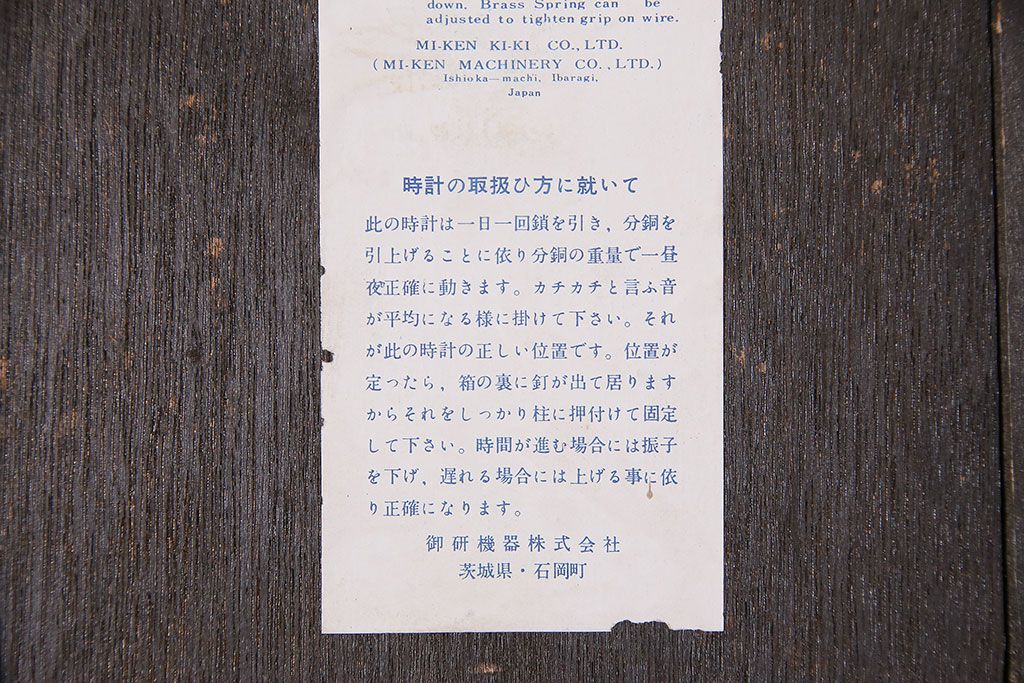 down. Brass Spring can be
adjusted to tighten grip on wire.
MI-KEN KI-KI CO.,LTD.
(MI-KEN MACHINERY CO.,LTD.)
Ishioka—machi, Ibaragi,
Japan
時計の取扱ひ方に就いて
此の時計は一日一回鎖を引き，分銅を
引上げることに依り分銅の重量で一昼
夜正確に動きます。カチカチと言ふ音
が平均になる様に掛けて下さい。それ
が此の時計の正しい位置です。位置が
定ったら，箱の裏に釘が出て居ります
からそれをしっかり柱に押付けて固定
して下さい。時間が進む場合には振子
を下げ，遅れる場合には上げる事に依
り正確になります。
御研機器株式会社
茨城県・石岡町